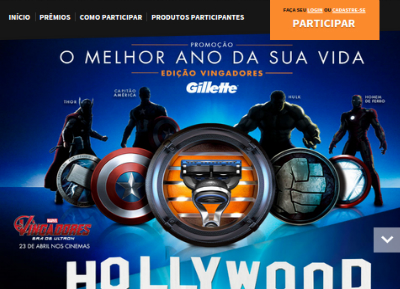 INÍCIO PRÊMIOS COMO PARTICIPAR PRODUTOS PARTICIPANTES
FAÇA SEU LOGIN OU CADASTRE-SE
PARTICIPAR
PROMOÇÃO
O MELHOR ANO DA SUA VIDA
EDIÇÃO VINGADORES
Gillette
THOR
CAPITÃO
AMÉRICA
HULK
HOMEM
DE FERRO
MARVEL
VINGADORES
ERA DE ULTRON
23 DE ABRIL NOS CINEMAS
HOLLYWOOD